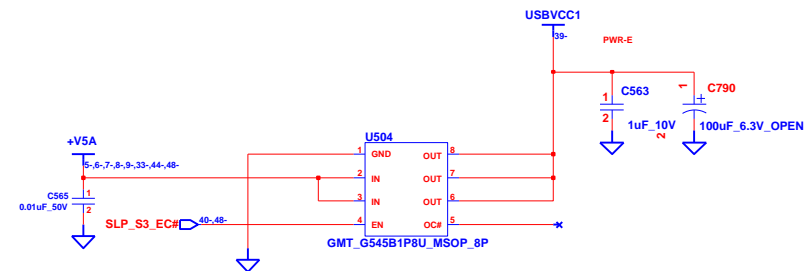 USBVCC1
39-
PWR-E
1
C563
2
1uF_10V
1
C790
+
2
100uF_6.3V_OPEN
+V5A
5-,6-,7-,8-,9-,33-,44-,48-
C565
1
0.01uF_50V
2
SLP_S3_EC#
40-,48-
U504
1 GND OUT 8
2 IN OUT 7
3 IN OUT 6
4 EN OC# 5
GMT_G545B1P8U_MSOP_8P